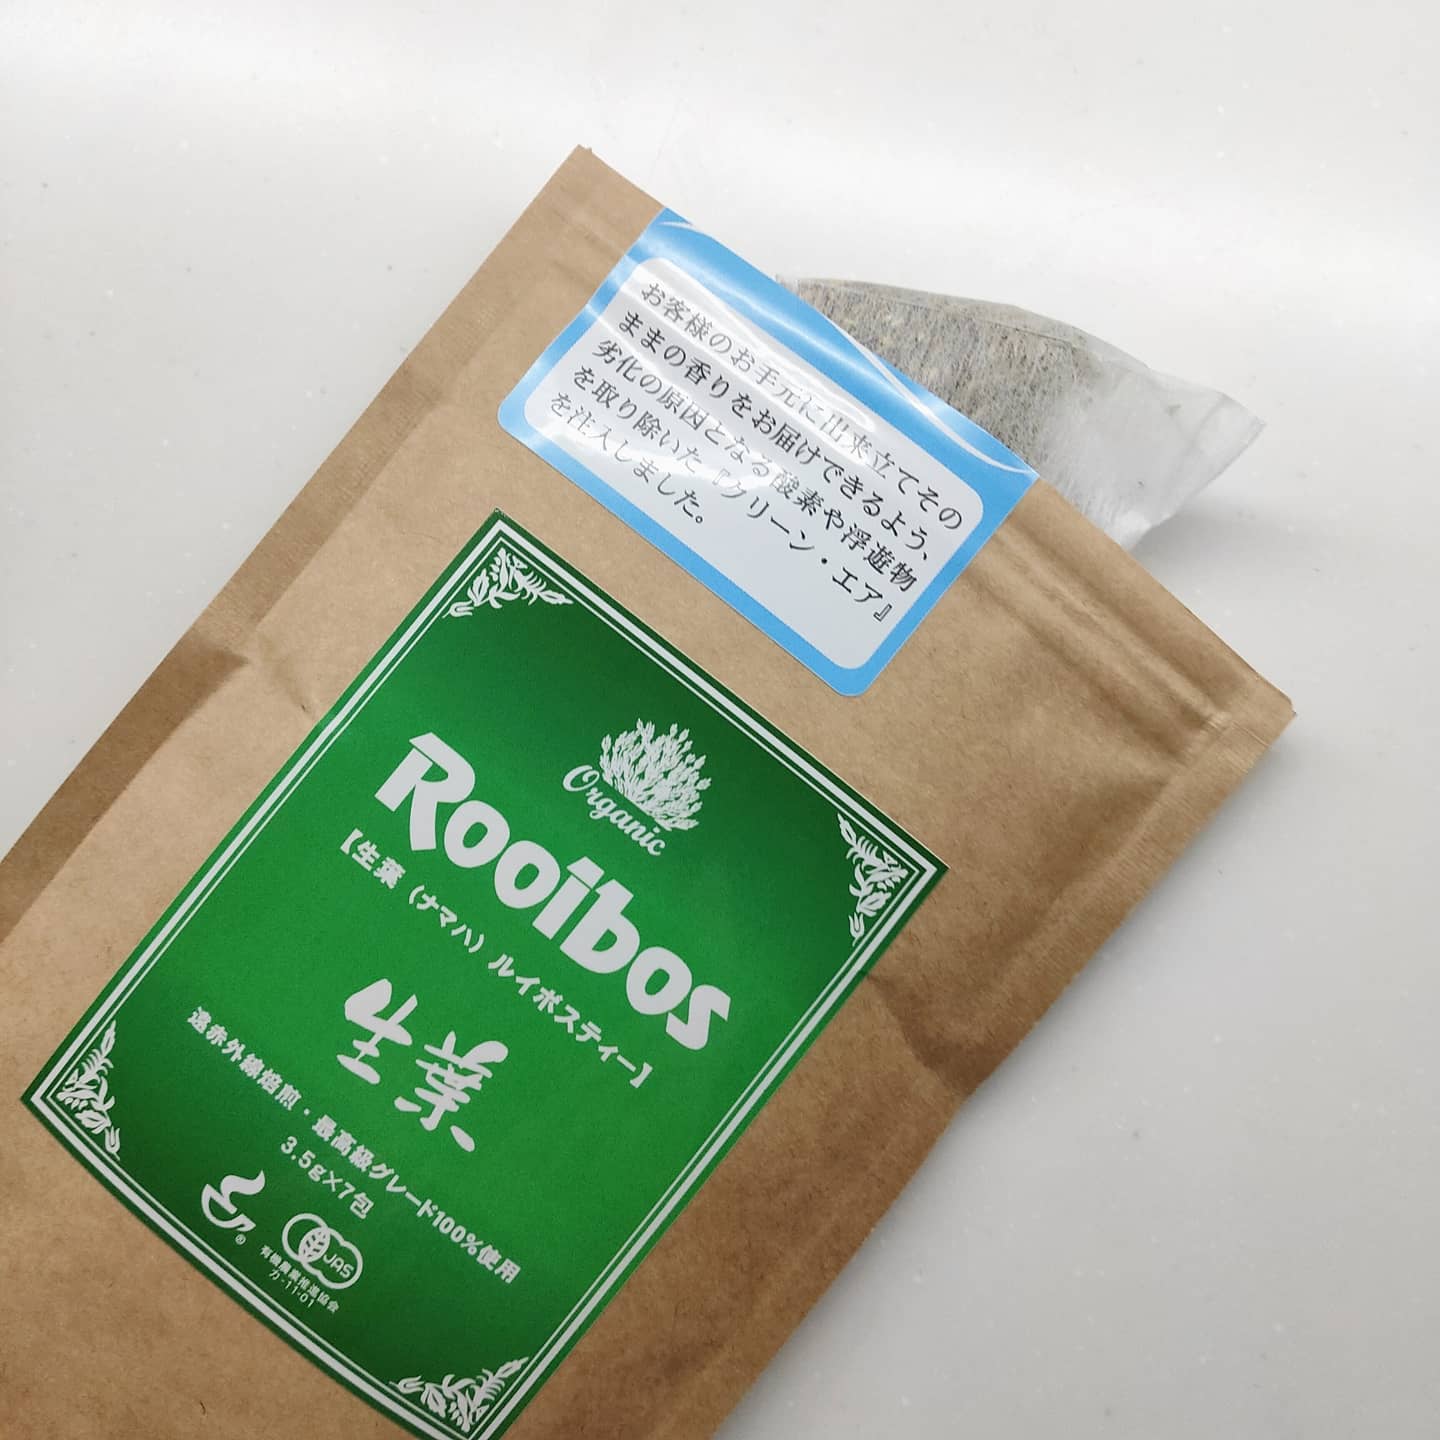 お客様のお手元に出来立てその
ままの香りをお届けできるよう、
劣化の原因となる酸素や浮遊物
を取り除いた『クリーン・エア』
を注入しました。
Organic
Rooibos
【生葉（ナマハ）ルイボスティー】
生葉
遠赤外線焙煎・最高級グレード100%使用
3.5g×7包
®
JAS
有機農業推進協会
カ-11-01